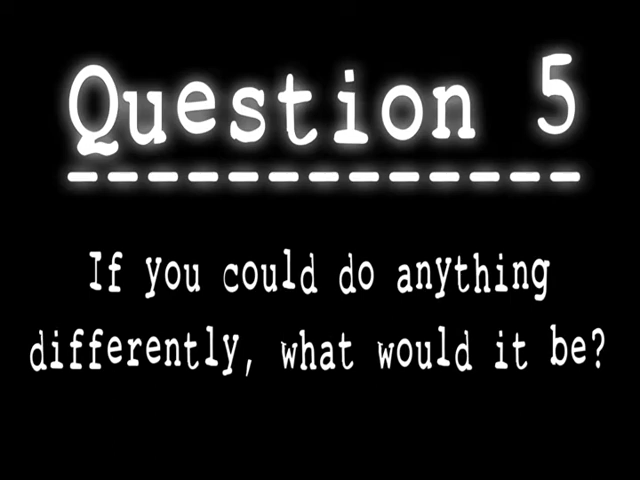 Question 5
-------------
If you could do anything
differently, what would it be?